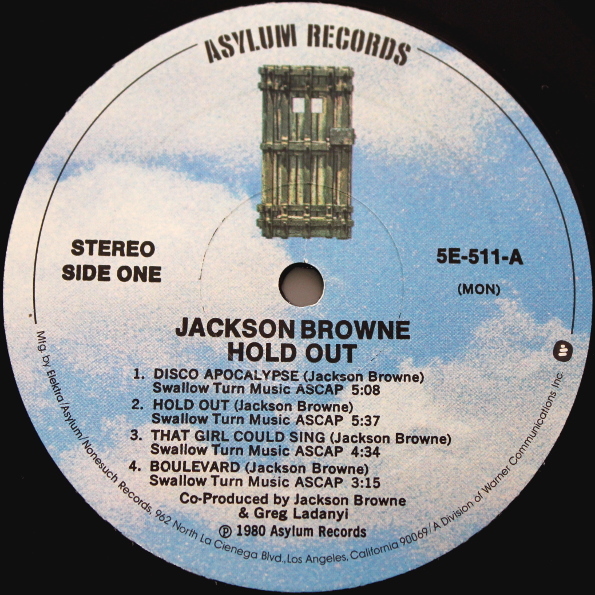 ASYLUM RECORDS
STEREO
SIDE ONE
5E-511-A
(MON)
JACKSON BROWNE
HOLD OUT
1. DISCO APOCALYPSE (Jackson Browne)
Swallow Turn Music ASCAP 5:08
2. HOLD OUT (Jackson Browne)
Swallow Turn Music ASCAP 5:37
3. THAT GIRL COULD SING (Jackson Browne)
Swallow Turn Music ASCAP 4:34
4. BOULEVARD (Jackson Browne)
Swallow Turn Music ASCAP 3:15
Co-Produced by Jackson Browne
& Greg Ladanyi
℗ 1980 Asylum Records
Mfg. by Elektra/Asylum/Nonesuch Records, 962 North La Cienega Blvd., Los Angeles, California 90069/A Division of Warner Communications Inc.